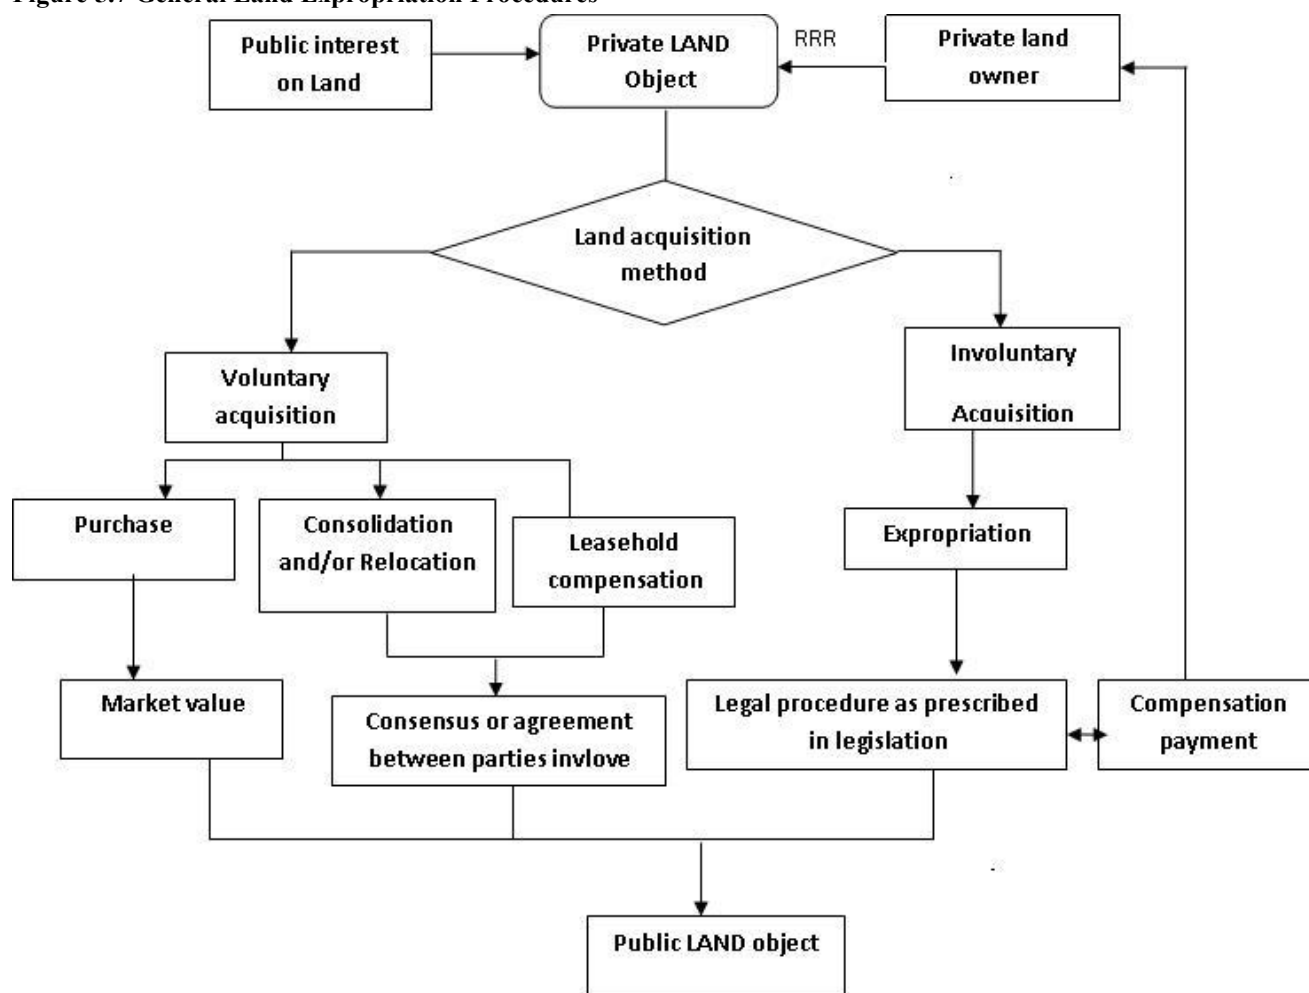 Figure 3.7 General Land Expropriation Procedures
Public interest
on Land
Private LAND
Object
RRR
Private land
owner
Land acquisition
method
Voluntary
acquisition
Involuntary
Acquisition
Purchase
Consolidation
and/or Relocation
Leasehold
compensation
Expropriation
Market value
Consensus or agreement
between parties invlove
Legal procedure as prescribed
in legislation
Compensation
payment
Public LAND object